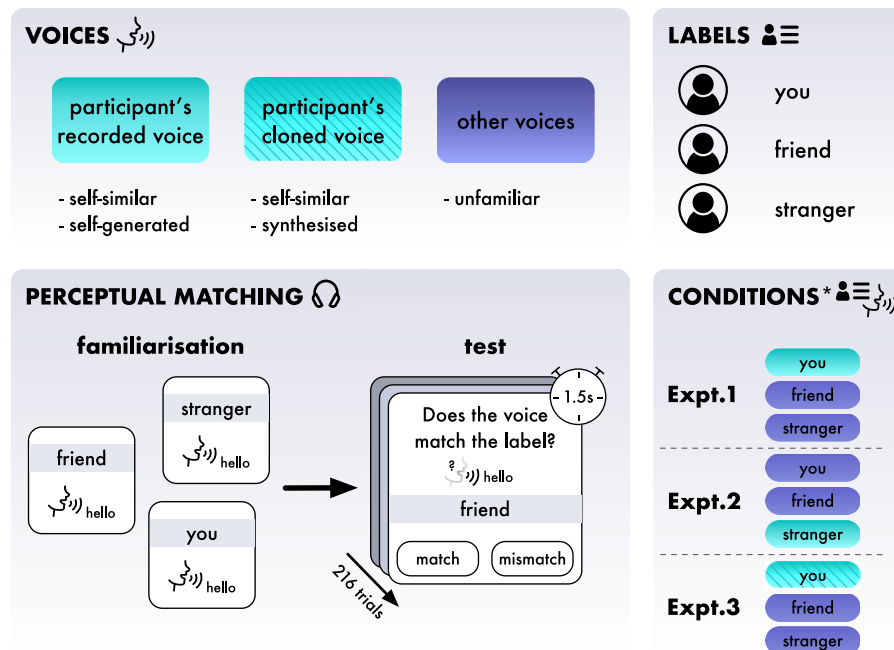 VOICES
participant's
recorded voice
participant's
cloned voice
other voices
- self-similar
- self-generated
- self-similar
- synthesised
- unfamiliar
LABELS
you
friend
stranger
PERCEPTUAL MATCHING
familiarisation
friend
hello
stranger
hello
you
hello
test
1.5s
Does the voice
match the label?
? hello
friend
match
mismatch
216 trials
CONDITIONS*
Expt.1
you
friend
stranger
Expt.2
you
friend
stranger
Expt.3
you
friend
stranger